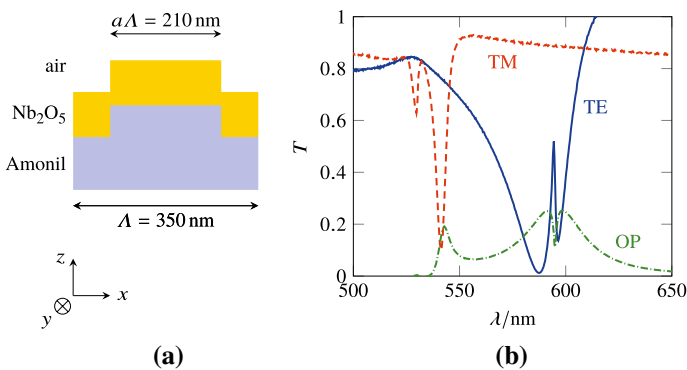 aΛ = 210 nm
air
Nb₂O₅
Amonil
Λ = 350 nm
z
x
y
(a)
1
0.8
0.6
0.4
0.2
0
T
TM
TE
OP
500
550
600
650
λ/nm
(b)